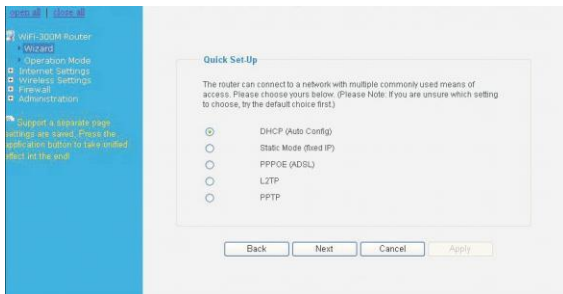 open all | close all
WiFi-300M Router
Wizard
Operation Mode
Internet Settings
Wireless Settings
Firewall
Administration
Support a separate page
settings are saved, Press the
application button to take unified
effect int the end!
Quick Set-Up
The router can connect to a network with multiple commonly used means of
access. Please choose yours below. (Please Note: If you are unsure which setting
to choose, try the default choice first.)
DHCP (Auto Config)
Static Mode (fixed IP)
PPPOE (ADSL)
L2TP
PPTP
Back Next Cancel Apply